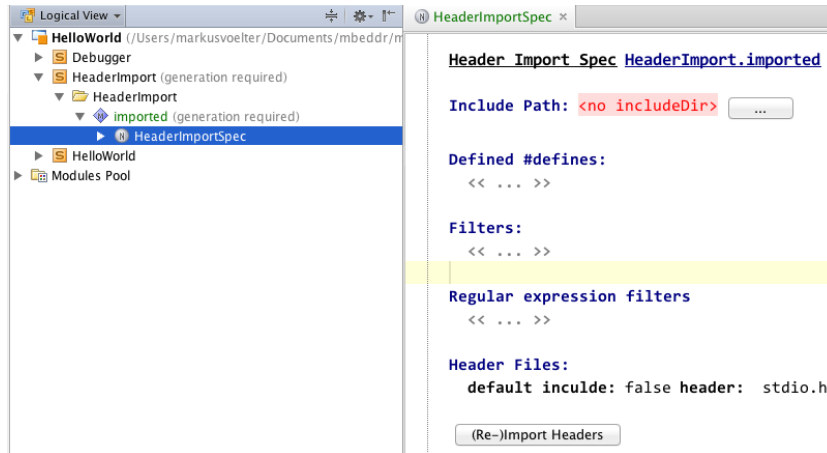 Logical View
HelloWorld (/Users/markusvoelter/Documents/mbeddr/m
S Debugger
S HeaderImport (generation required)
HeaderImport
imported (generation required)
N HeaderImportSpec
S HelloWorld
Modules Pool
N HeaderImportSpec ×
Header Import Spec HeaderImport.imported
Include Path: <no includeDir> ...
Defined #defines:
<< ... >>
Filters:
<< ... >>
Regular expression filters
<< ... >>
Header Files:
default inculde: false header: stdio.h
(Re-)Import Headers